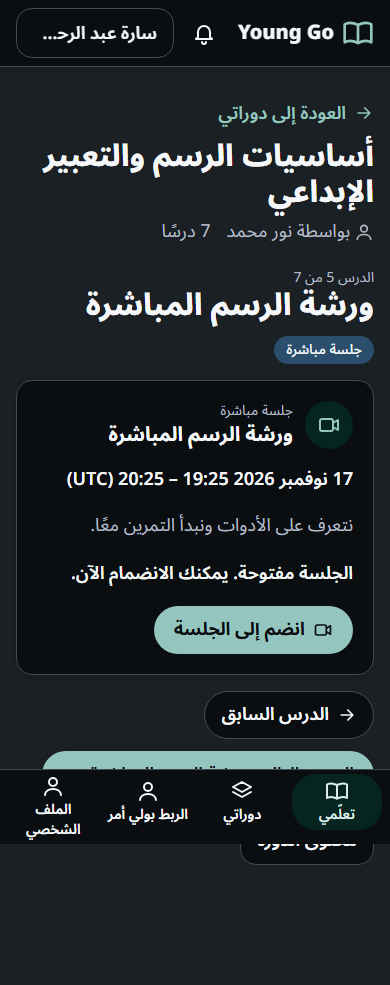 Young Go
سارة عبد الرحـ...
العودة إلى دوراتي
أساسيات الرسم والتعبير
الإبداعي
بواسطة نور محمد 7 درسًا
الدرس 5 من 7
ورشة الرسم المباشرة
جلسة مباشرة
جلسة مباشرة
ورشة الرسم المباشرة
17 نوفمبر 2026 19:25 – 20:25 (UTC)
نتعرف على الأدوات ونبدأ التمرين معًا.
الجلسة مفتوحة. يمكنك الانضمام الآن.
انضم إلى الجلسة
الدرس السابق
تعلّمي
دوراتي
الربط بولي أمر
الملف
الشخصي